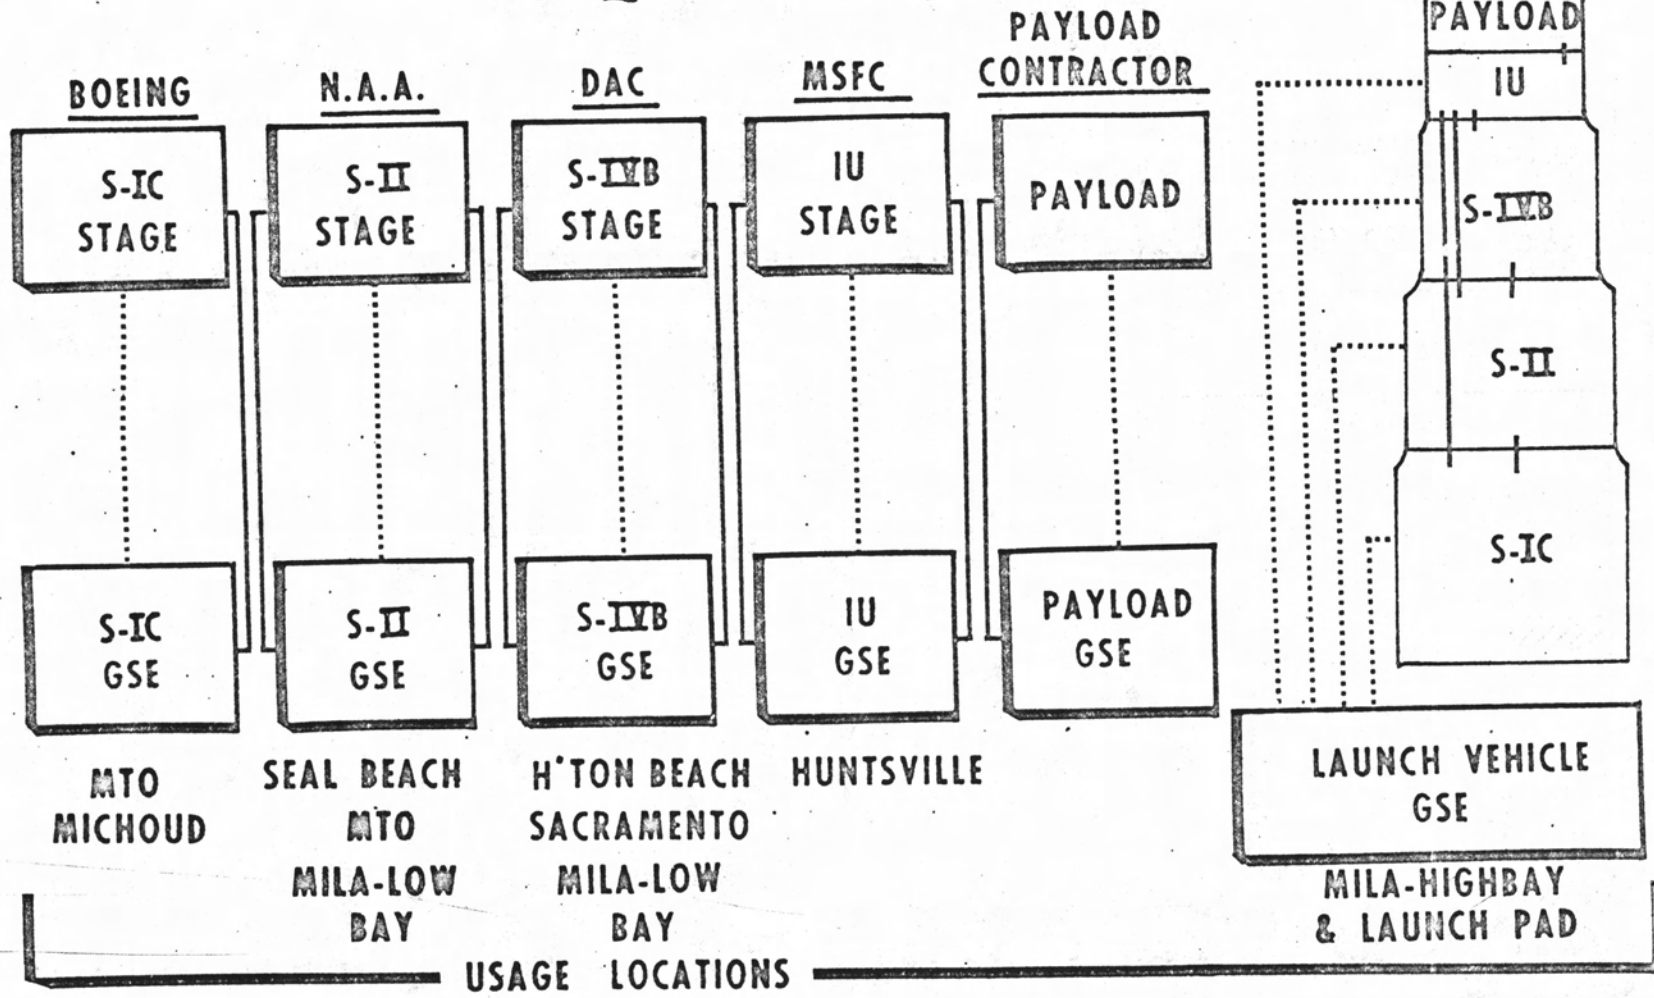 BOEING
S-IC
STAGE
S-IC
GSE
MTO
MICHOUD
N.A.A.
S-II
STAGE
S-II
GSE
SEAL BEACH
MTO
MILA-LOW
BAY
DAC
S-IVB
STAGE
S-IVB
GSE
H'TON BEACH
SACRAMENTO
MILA-LOW
BAY
MSFC
IU
STAGE
IU
GSE
HUNTSVILLE
PAYLOAD
CONTRACTOR
PAYLOAD
PAYLOAD
GSE
PAYLOAD
IU
S-IVB
S-II
S-IC
LAUNCH VEHICLE
GSE
MILA-HIGHBAY
& LAUNCH PAD
USAGE LOCATIONS